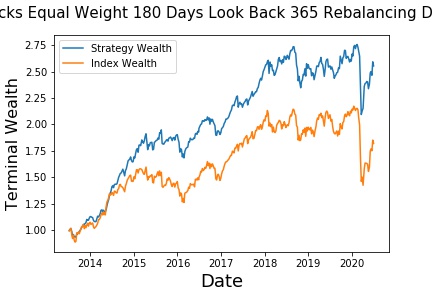 cks Equal Weight 180 Days Look Back 365 Rebalancing D
Strategy Wealth
Index Wealth
Terminal Wealth
2.75
2.50
2.25
2.00
1.75
1.50
1.25
1.00
2014 2015 2016 2017 2018 2019 2020
Date